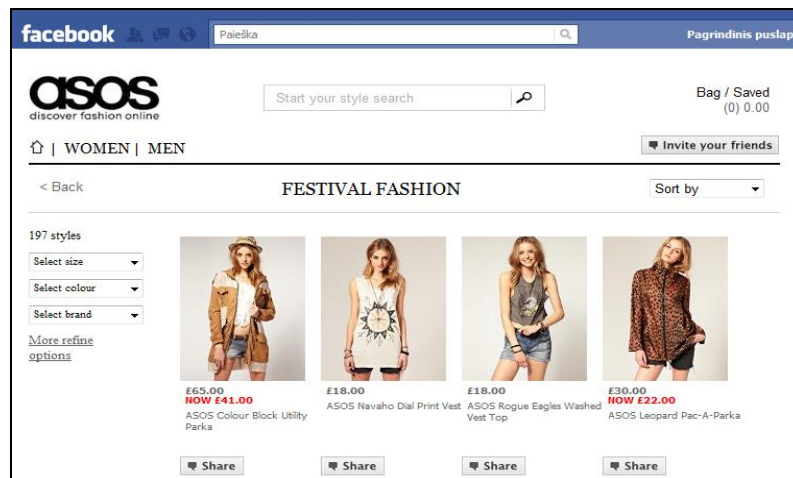 facebook Paieška Pagrindinis puslap
asos
discover fashion online
Start your style search
Bag / Saved
(0) 0.00
| WOMEN | MEN
Invite your friends
< Back
FESTIVAL FASHION
Sort by
197 styles
Select size
Select colour
Select brand
More refine
options
£65.00
NOW £41.00
ASOS Colour Block Utility
Parka
Share
£18.00
ASOS Navaho Dial Print Vest
Share
£18.00
ASOS Rogue Eagles Washed
Vest Top
Share
£30.00
NOW £22.00
ASOS Leopard Pac-A-Parka
Share